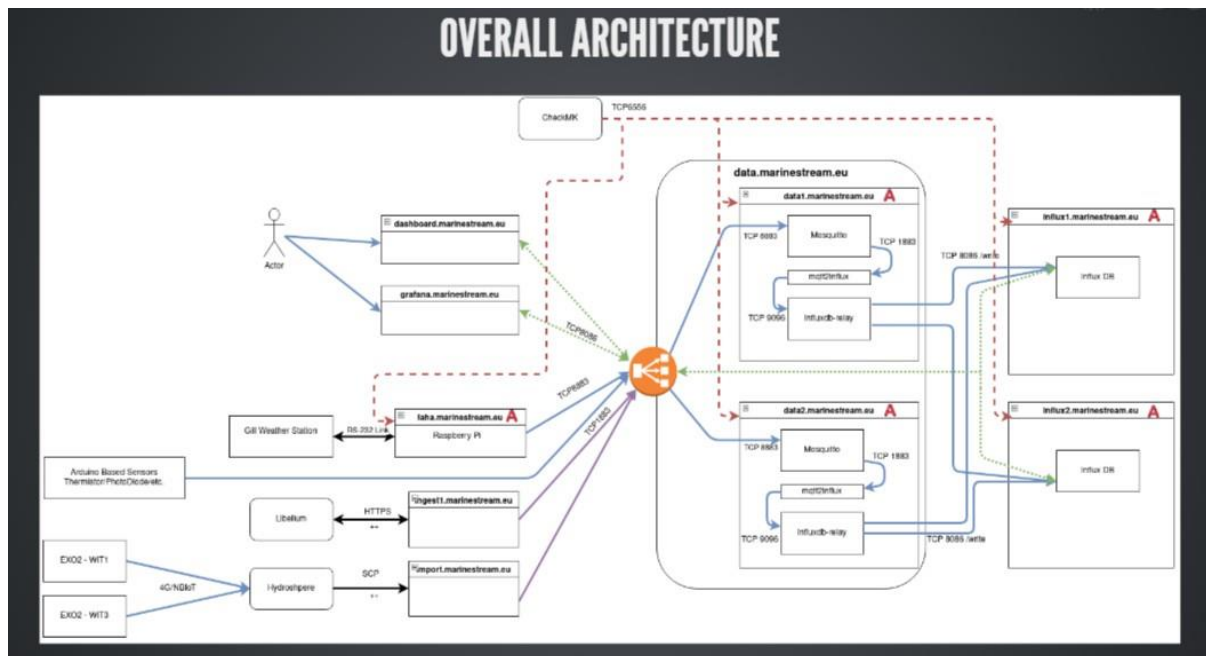 OVERALL ARCHITECTURE
CheckMK
TCP6556
data.marinestream.eu
data1.marinestream.eu
Mosquitto
TCP 8883
TCP 1883
mqtt2influx
TCP 9096
influxdb-relay
Actor
dashboard.marinestream.eu
grafana.marinestream.eu
TCP8086
TCP 8086 /write
influx1.marinestream.eu
Influx DB
TCP8883
TCP1883
Gill Weather Station
RS-232 Link
taha.marinestream.eu
Raspberry Pi
Arduino Based Sensors
Thermistor/PhotoDiode/etc.
Libelium
HTTPS
ingest1.marinestream.eu
EXO2 - WIT1
EXO2 - WIT3
4G/NBIoT
Hydroshpere
SCP
import.marinestream.eu
data2.marinestream.eu
TCP 8883
Mosquitto
TCP 1883
mqtt2influx
TCP 9096
influxdb-relay
TCP 8086 /write
influx2.marinestream.eu
Influx DB